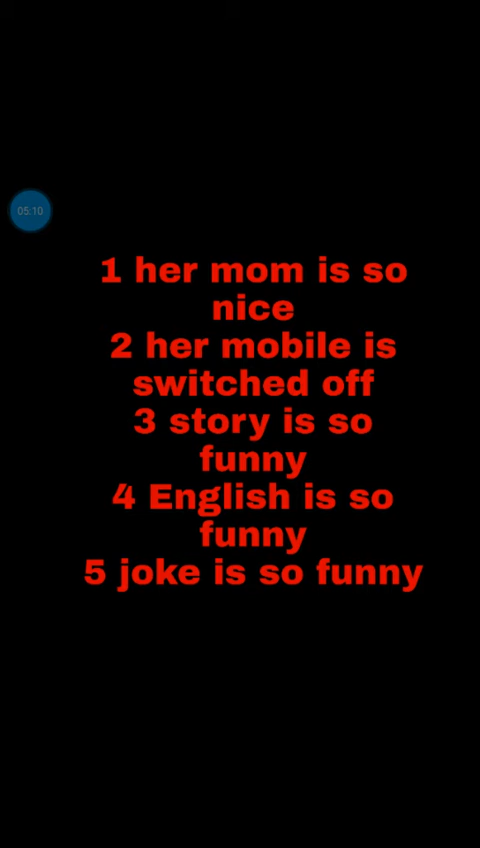 05:10
1 her mom is so
nice
2 her mobile is
switched off
3 story is so
funny
4 English is so
funny
5 joke is so funny